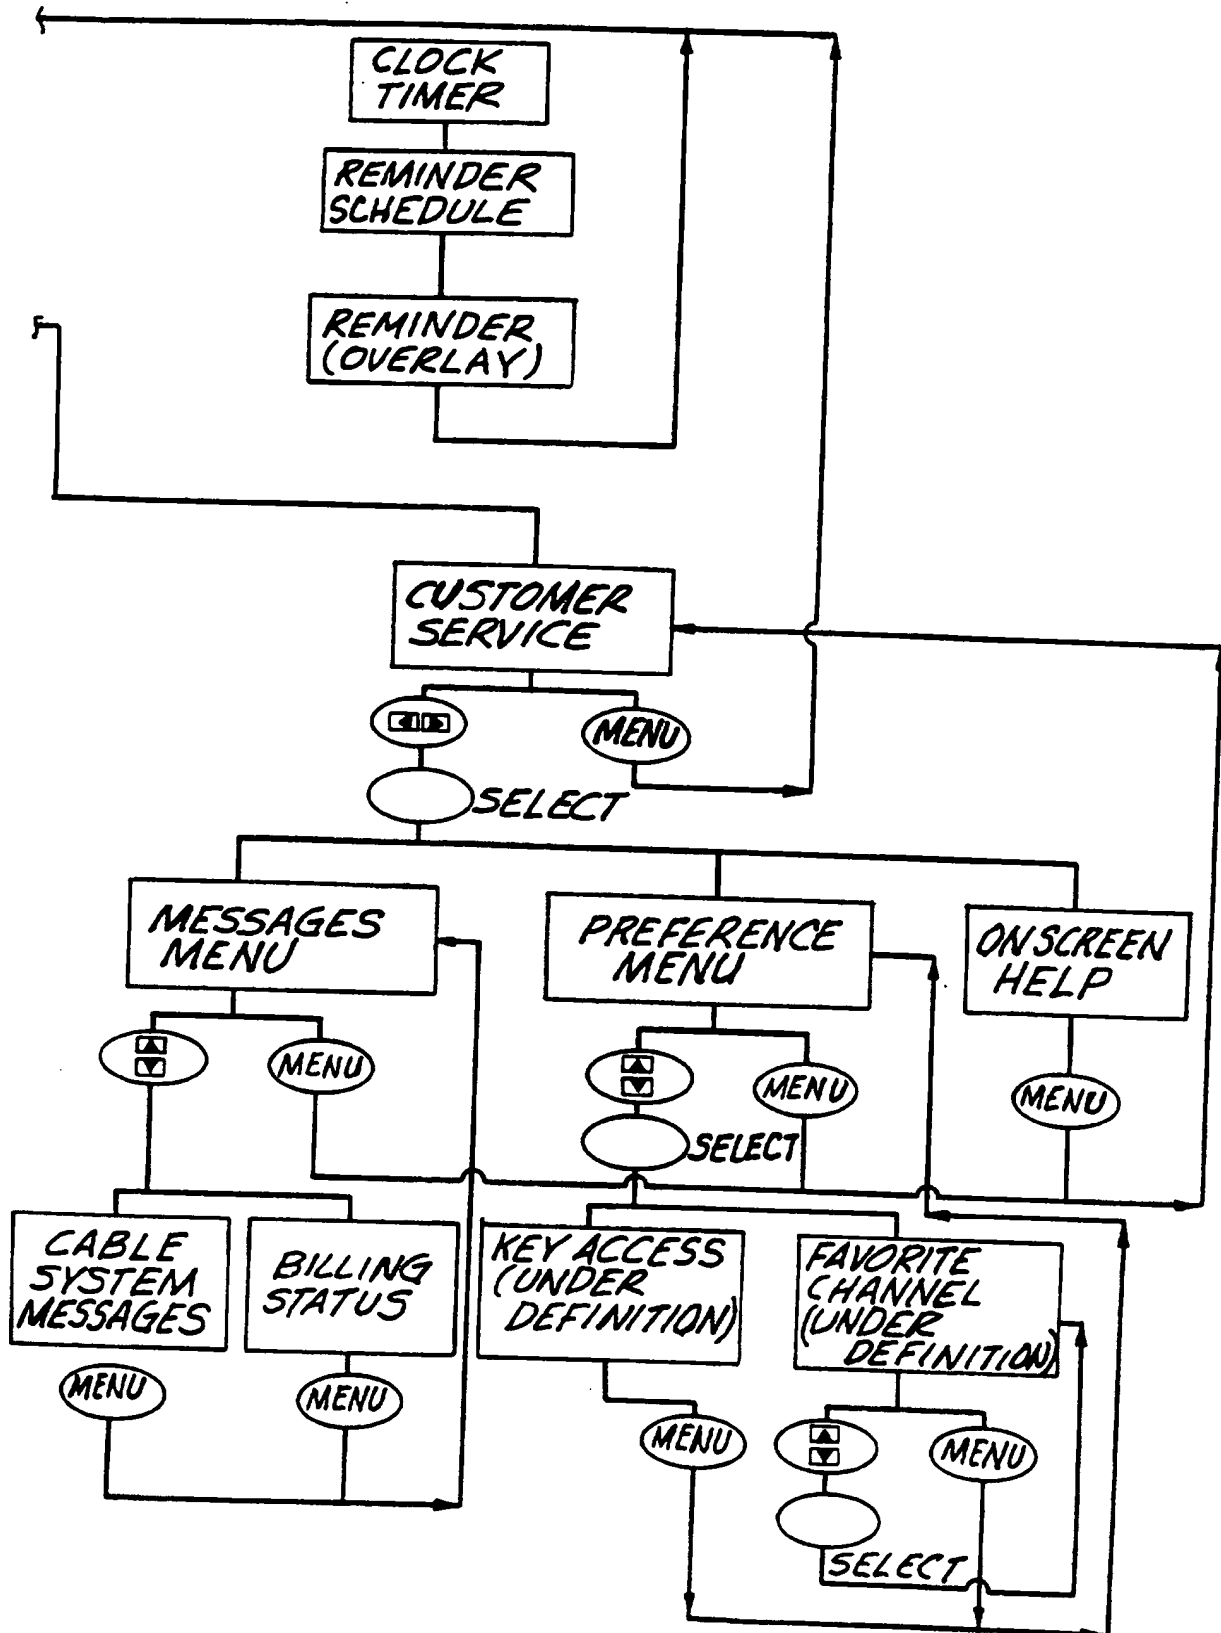 CLOCK
TIMER
REMINDER
SCHEDULE
REMINDER
(OVERLAY)
CUSTOMER
SERVICE
MENU
SELECT
MESSAGES
MENU
PREFERENCE
MENU
ON SCREEN
HELP
MENU
MENU
MENU
SELECT
CABLE
SYSTEM
MESSAGES
BILLING
STATUS
KEY ACCESS
(UNDER
DEFINITION)
FAVORITE
CHANNEL
(UNDER
DEFINITION)
MENU
MENU
MENU
MENU
SELECT